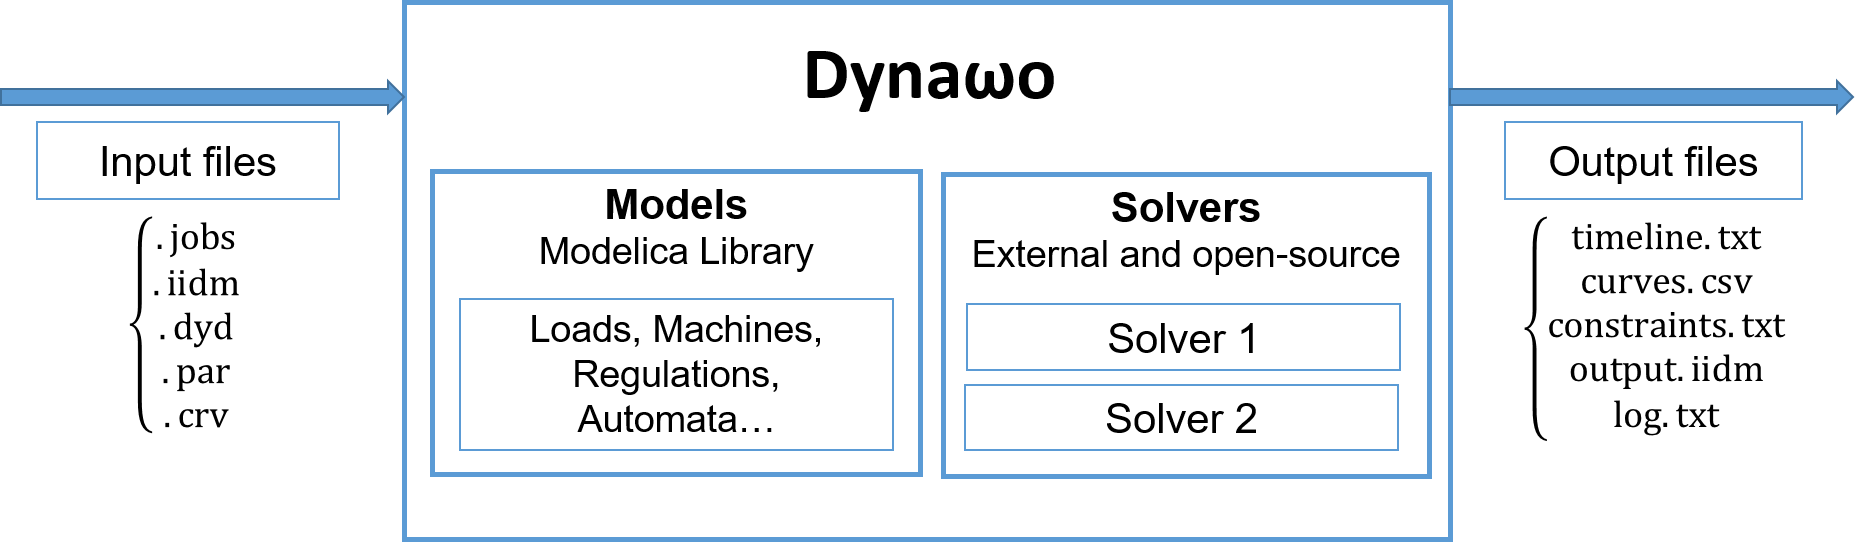 Dynaωo
Input files
.jobs
.iidm
.dyd
.par
.crv
Models
Modelica Library
Loads, Machines,
Regulations,
Automata…
Solvers
External and open-source
Solver 1
Solver 2
Output files
timeline.txt
curves.csv
constraints.txt
output.iidm
log.txt